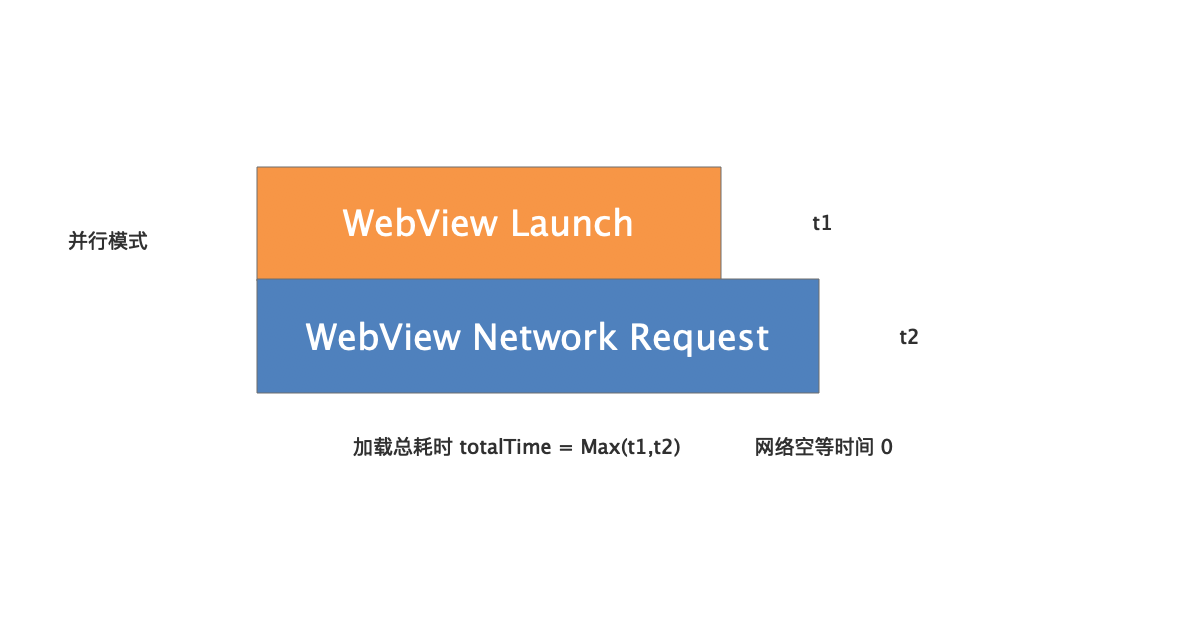 WebView Launch
t1
并行模式
WebView Network Request
t2
加载总耗时 totalTime = Max(t1,t2)
网络空等时间 0